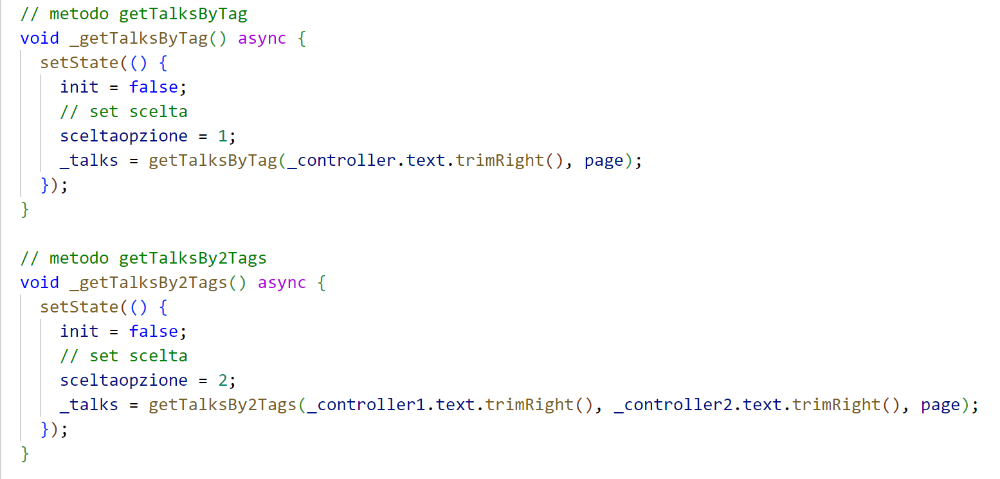 // metodo getTalksByTag
void _getTalksByTag() async {
  setState(() {
    init = false;
    // set scelta
    sceltaopzione = 1;
    _talks = getTalksByTag(_controller.text.trimRight(), page);
  });
}

// metodo getTalksBy2Tags
void _getTalksBy2Tags() async {
  setState(() {
    init = false;
    // set scelta
    sceltaopzione = 2;
    _talks = getTalksBy2Tags(_controller1.text.trimRight(), _controller2.text.trimRight(), page);
  });
}